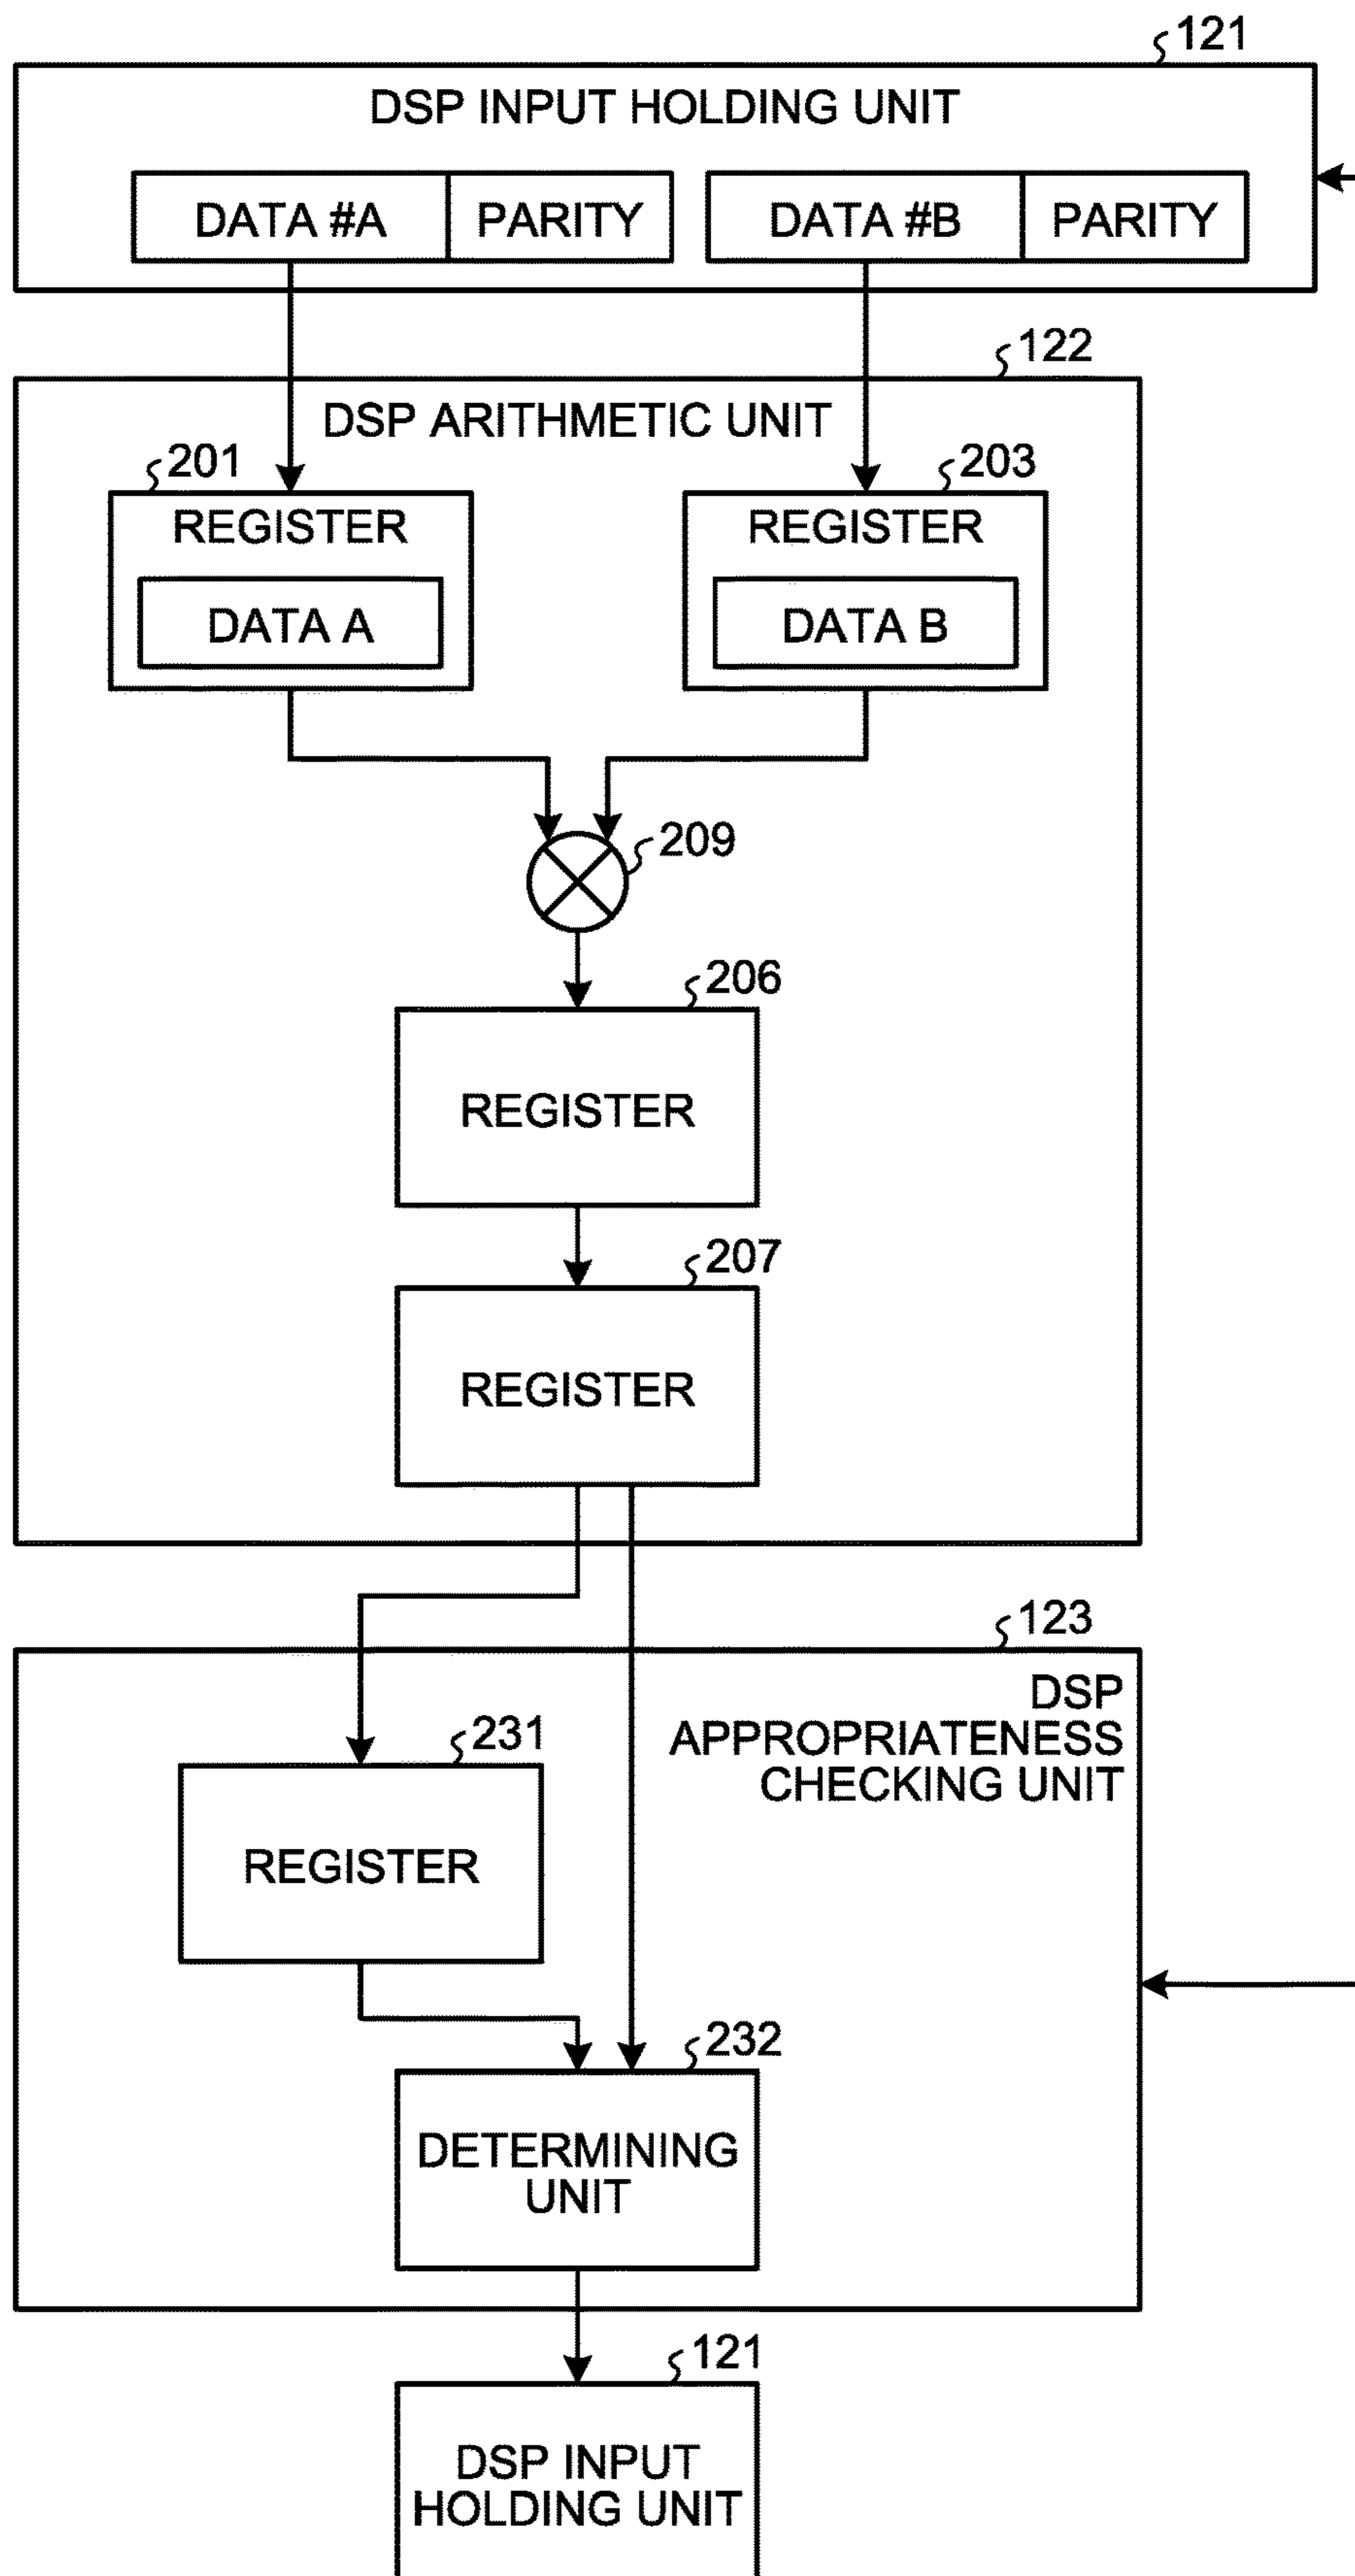 121
DSP INPUT HOLDING UNIT
DATA #A PARITY DATA #B PARITY
122
DSP ARITHMETIC UNIT
201 203
REGISTER REGISTER
DATA A DATA B
209
206
REGISTER
207
REGISTER
123
DSP
APPROPRIATENESS
CHECKING UNIT
231
REGISTER
232
DETERMINING
UNIT
121
DSP INPUT
HOLDING UNIT